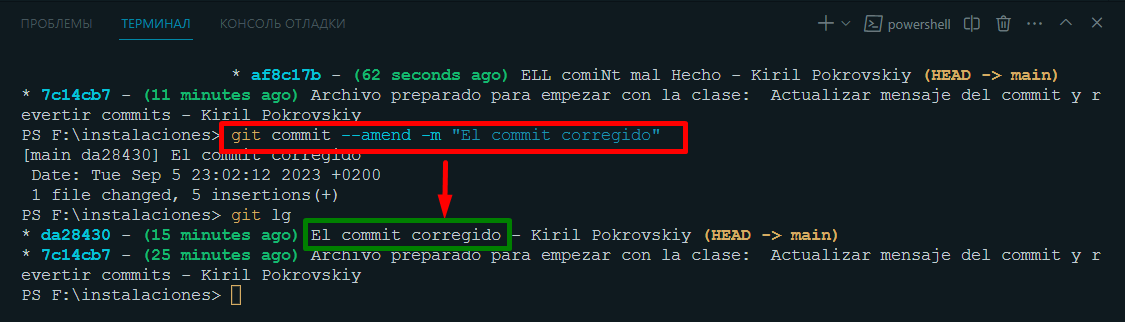 ПРОБЛЕМЫ ТЕРМИНАЛ КОНСОЛЬ ОТЛАДКИ powershell
* af8c17b - (62 seconds ago) ELL comiNt mal Hecho - Kiril Pokrovskiy (HEAD -> main)
* 7c14cb7 - (11 minutes ago) Archivo preparado para empezar con la clase:  Actualizar mensaje del commit y r
evertir commits - Kiril Pokrovskiy
PS F:\instalaciones> git commit --amend -m "El commit corregido"
[main da28430] El commit corregido
 Date: Tue Sep 5 23:02:12 2023 +0200
 1 file changed, 5 insertions(+)
PS F:\instalaciones> git lg
* da28430 - (15 minutes ago) El commit corregido - Kiril Pokrovskiy (HEAD -> main)
* 7c14cb7 - (25 minutes ago) Archivo preparado para empezar con la clase:  Actualizar mensaje del commit y r
evertir commits - Kiril Pokrovskiy
PS F:\instalaciones>